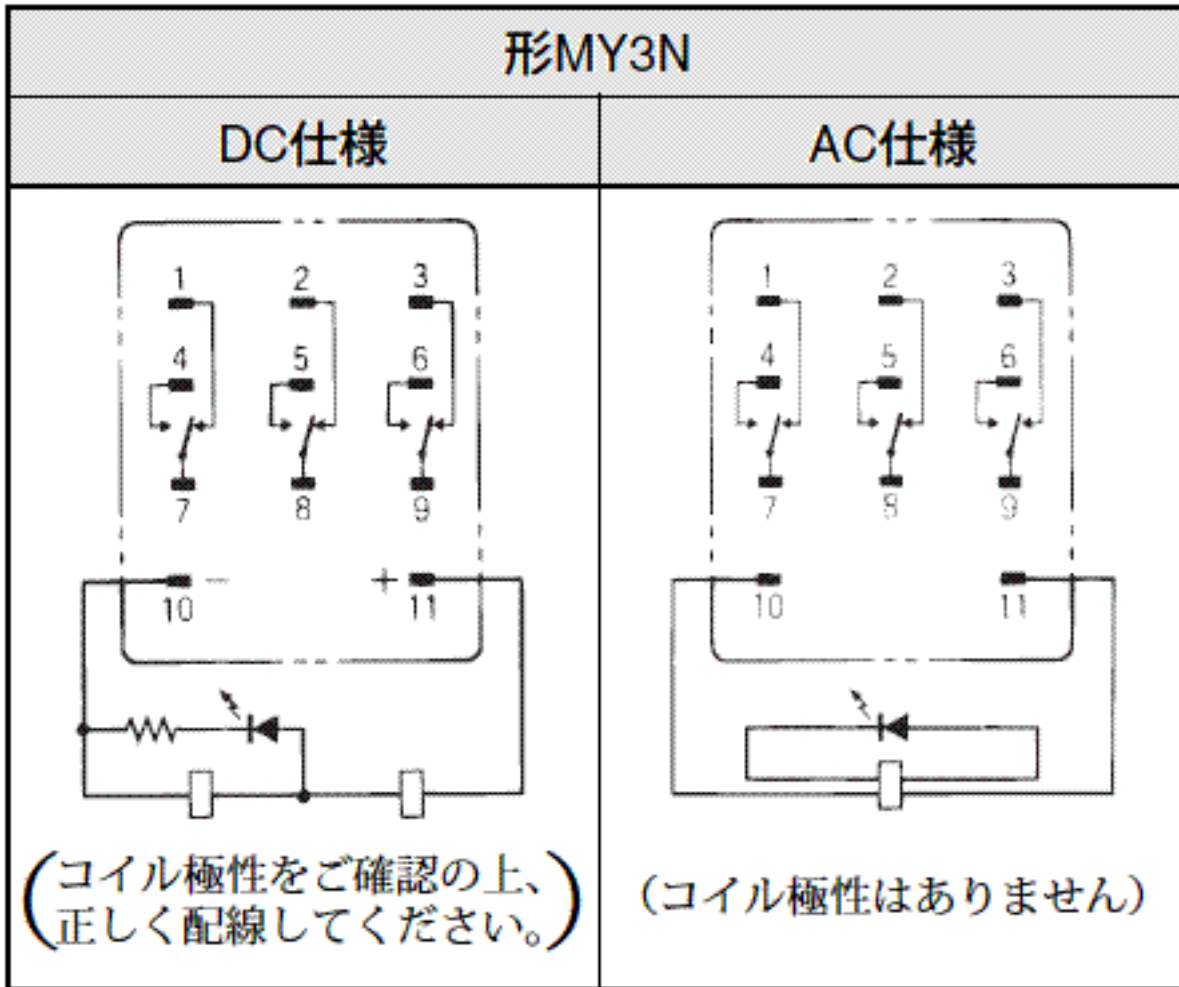 形MY3N
DC仕様
AC仕様
1 2 3
4 5 6
7 8 9
10 − + 11
1 2 3
4 5 6
7 8 9
10 11
(コイル極性をご確認の上、
正しく配線してください。)
(コイル極性はありません)